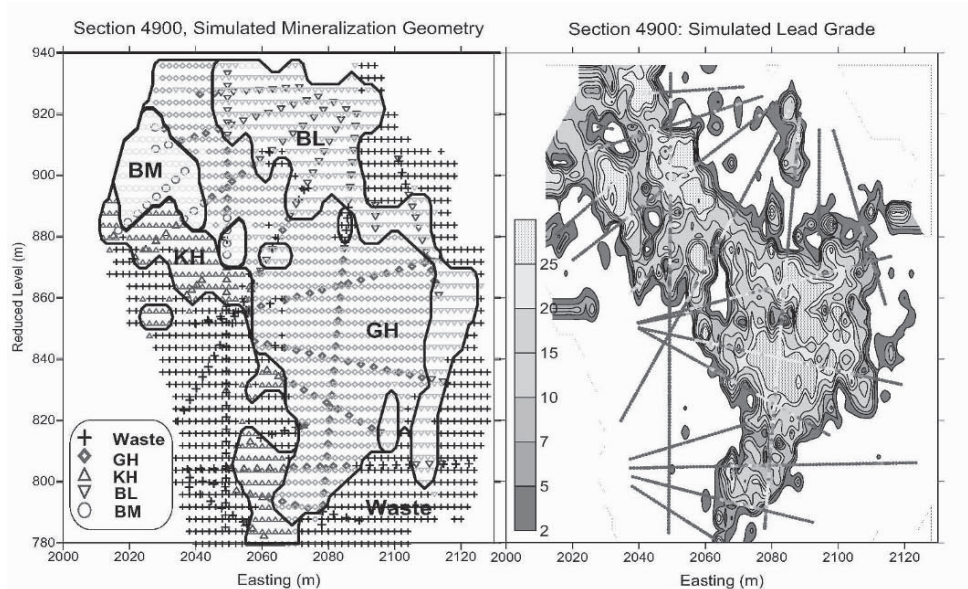 Section 4900, Simulated Mineralization Geometry
940
920
900
880
860
840
820
800
780
Reduced Level (m)
BM
BL
KH
GH
Waste
Waste
GH
KH
BL
BM
2000
2020
2040
2060
2080
2100
2120
Easting (m)
Section 4900: Simulated Lead Grade
25
20
15
10
7
5
2
2020
2040
2060
2080
2100
2120
Easting (m)